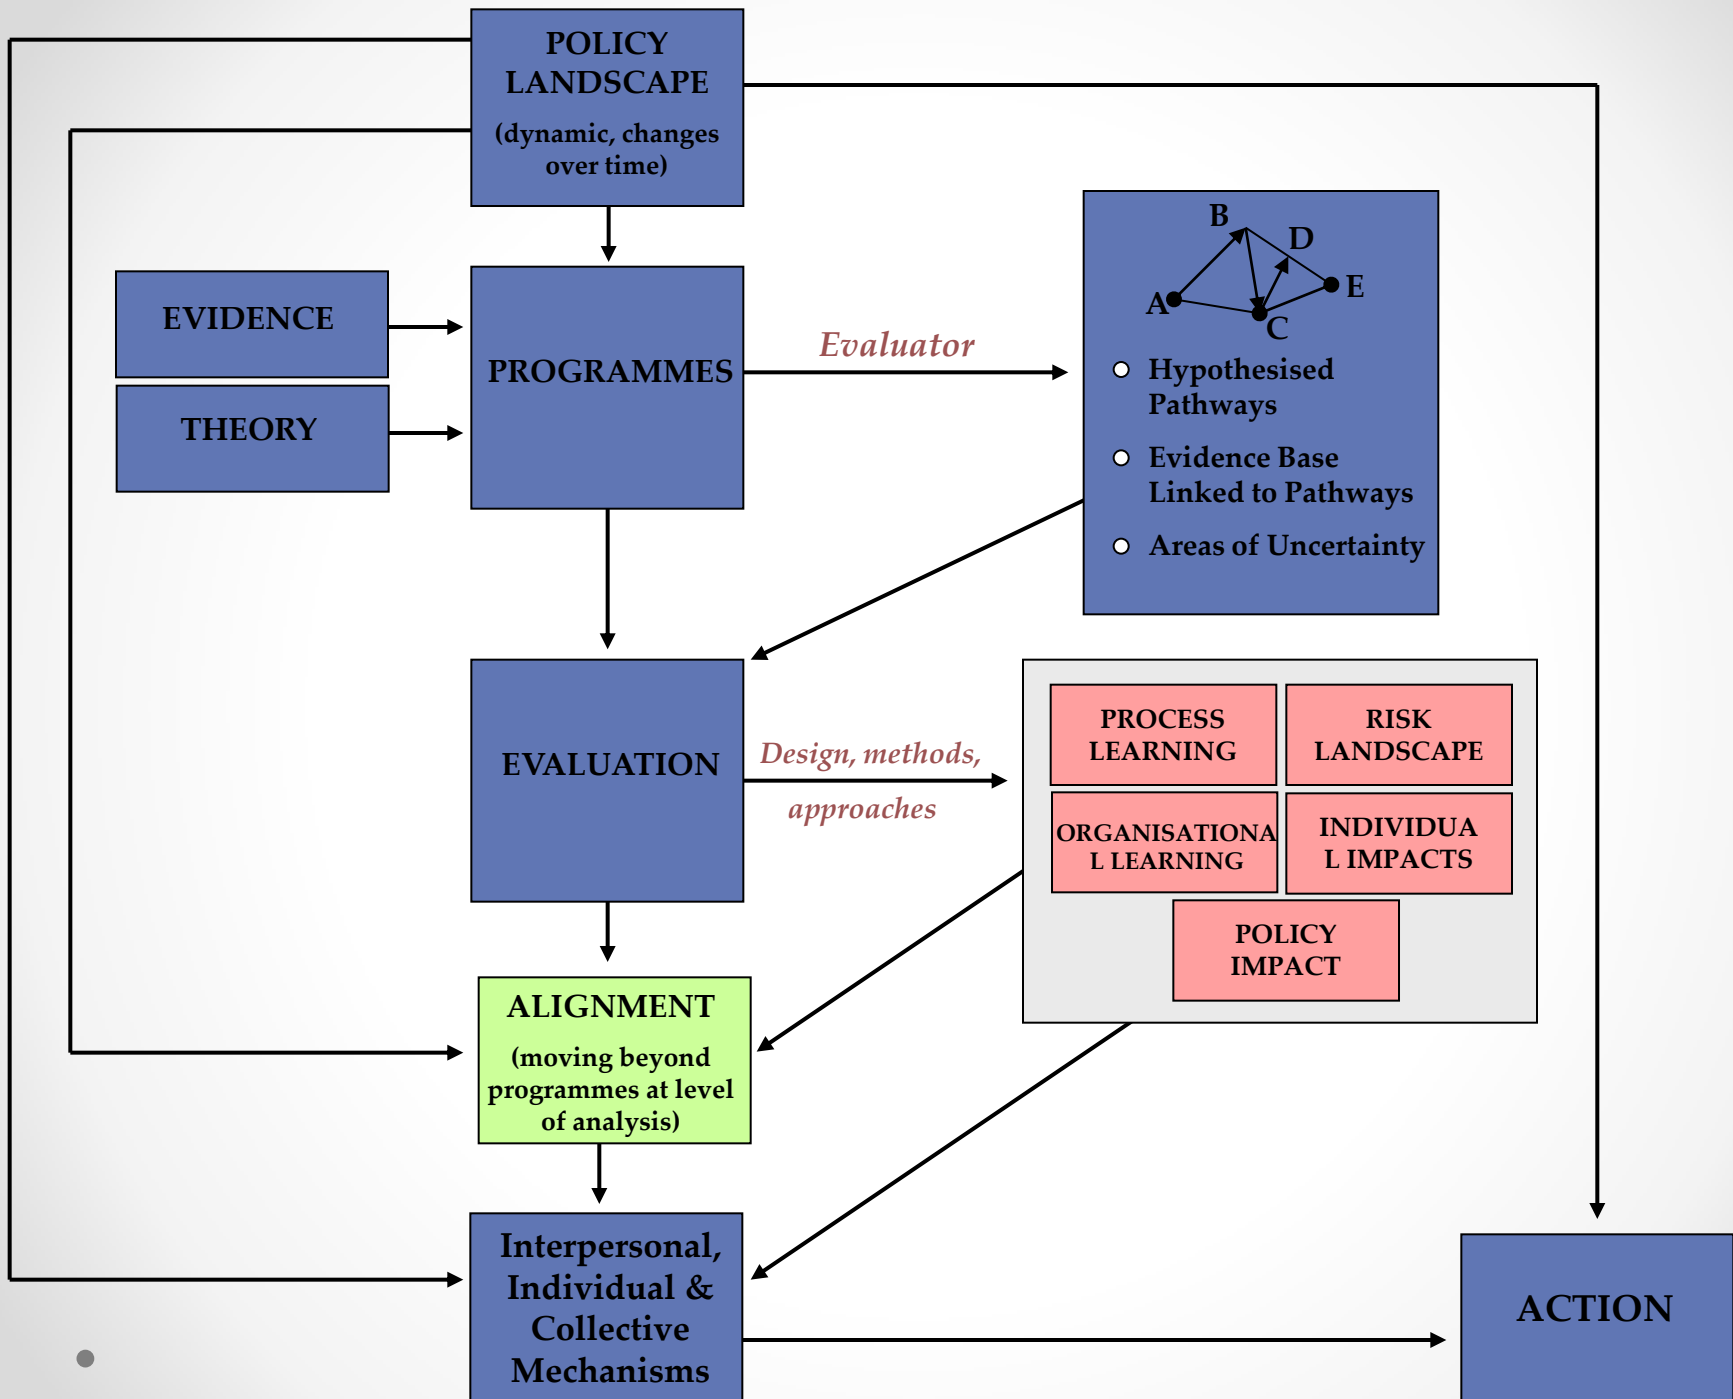 POLICY
LANDSCAPE
(dynamic, changes
over time)
EVIDENCE
THEORY
PROGRAMMES
Evaluator
B
D
A
E
C
Hypothesised
Pathways
Evidence Base
Linked to Pathways
Areas of Uncertainty
EVALUATION
Design, methods,
approaches
PROCESS
LEARNING
RISK
LANDSCAPE
ORGANISATIONA
L LEARNING
INDIVIDUA
L IMPACTS
POLICY
IMPACT
ALIGNMENT
(moving beyond
programmes at level
of analysis)
Interpersonal,
Individual &
Collective
Mechanisms
ACTION